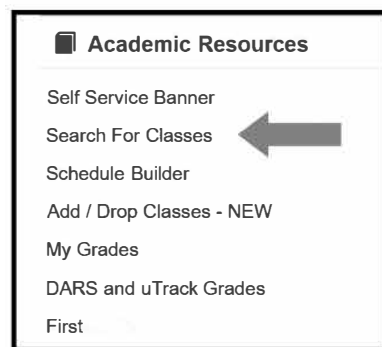 Academic Resources
Self Service Banner
Search For Classes
Schedule Builder
Add / Drop Classes - NEW
My Grades
DARS and uTrack Grades
First